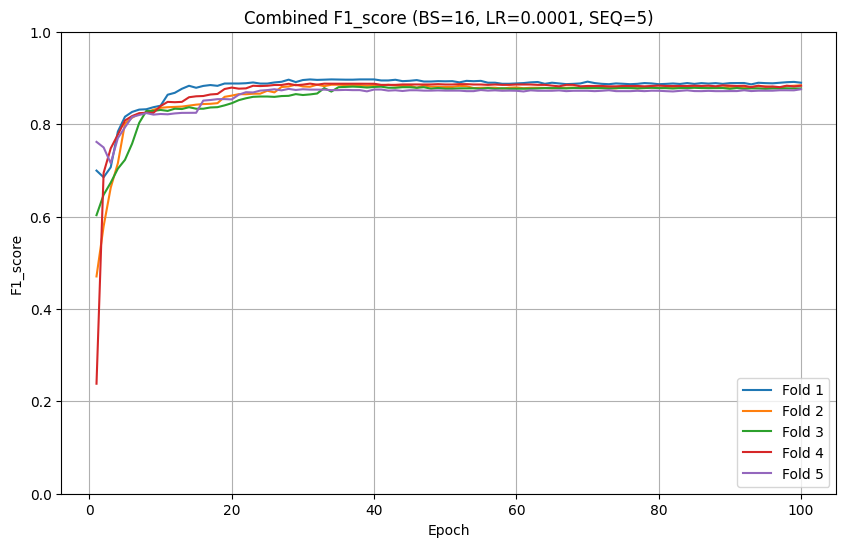 Combined F1_score (BS=16, LR=0.0001, SEQ=5)
1.0
0.8
0.6
0.4
0.2
0.0
F1_score
0 20 40 60 80 100
Epoch
Fold 1
Fold 2
Fold 3
Fold 4
Fold 5